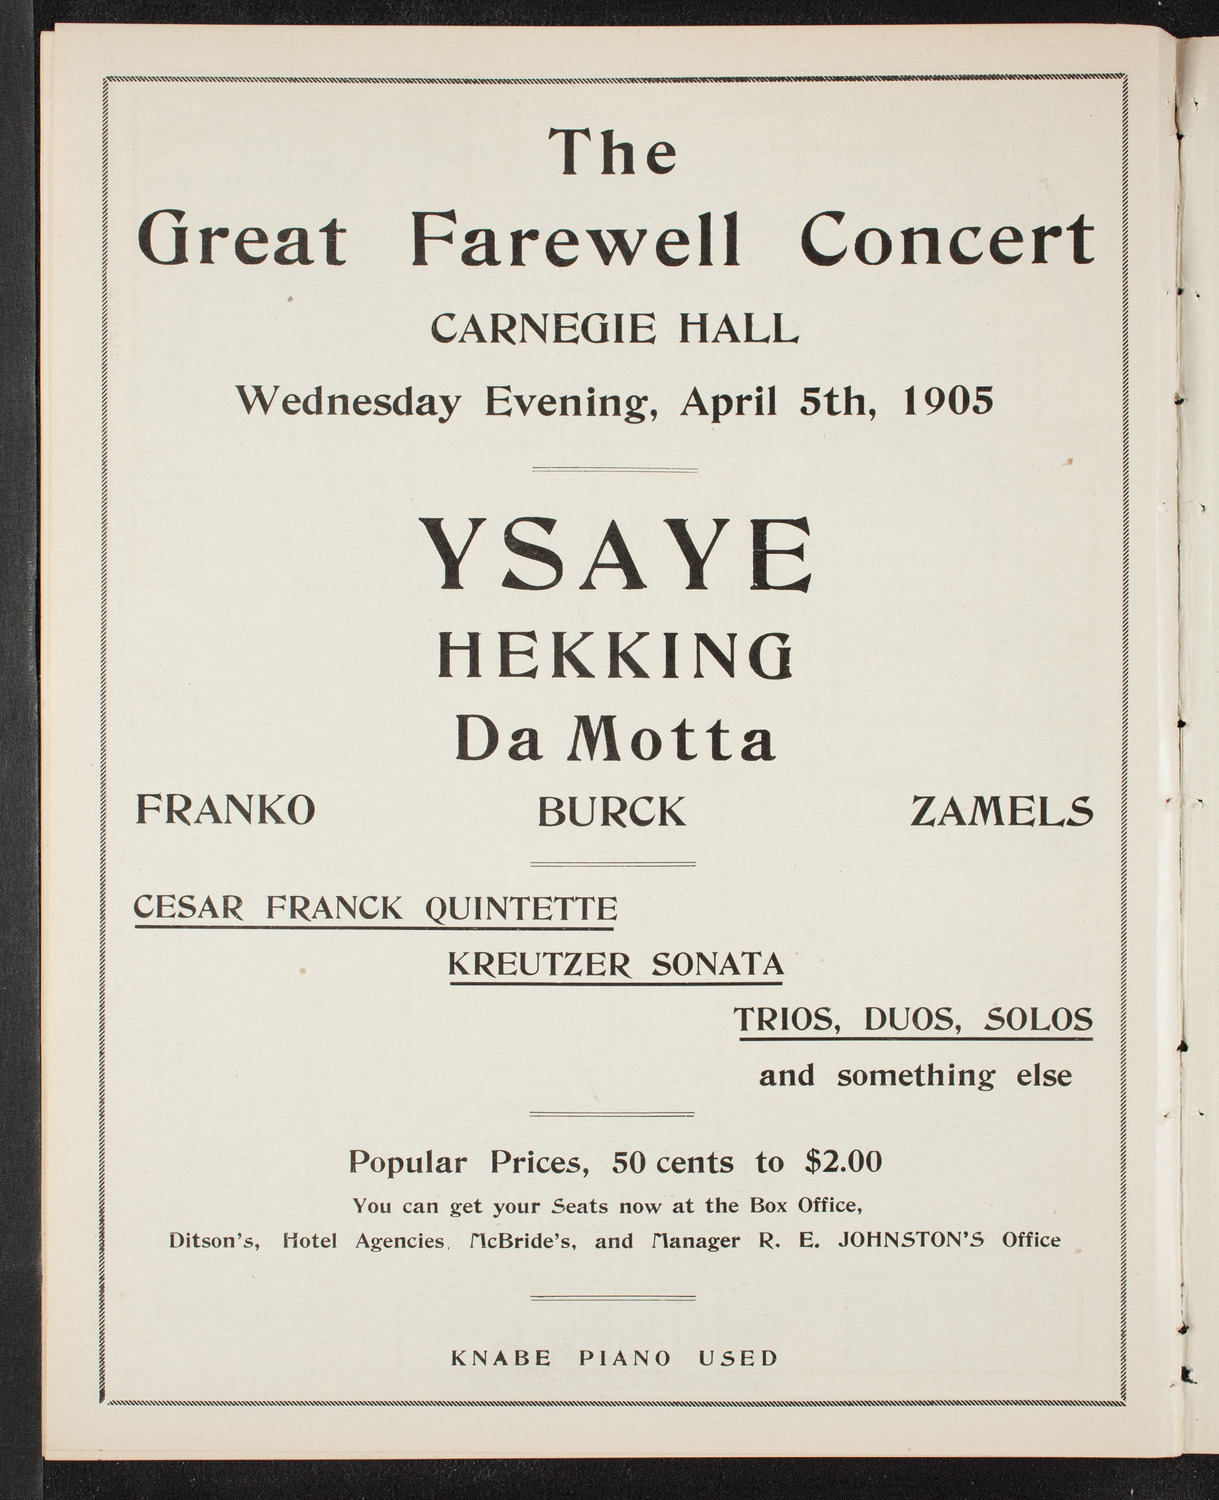 The
Great Farewell Concert
CARNEGIE HALL
Wednesday Evening, April 5th, 1905
YSAYE
HEKKING
Da Motta
FRANKO BURCK ZAMELS
CESAR FRANCK QUINTETTE
KREUTZER SONATA
TRIOS, DUOS, SOLOS
and something else
Popular Prices, 50 cents to $2.00
You can get your Seats now at the Box Office,
Ditson's, Hotel Agencies, McBride's, and Manager R. E. JOHNSTON'S Office
KNABE PIANO USED